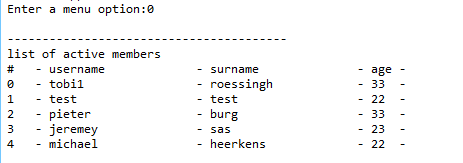 Enter a menu option:0
----------------------------------------
list of active members
# - username - surname - age -
0 - tobi1 - roessingh - 33 -
1 - test - test - 22 -
2 - pieter - burg - 33 -
3 - jeremey - sas - 23 -
4 - michael - heerkens - 22 -